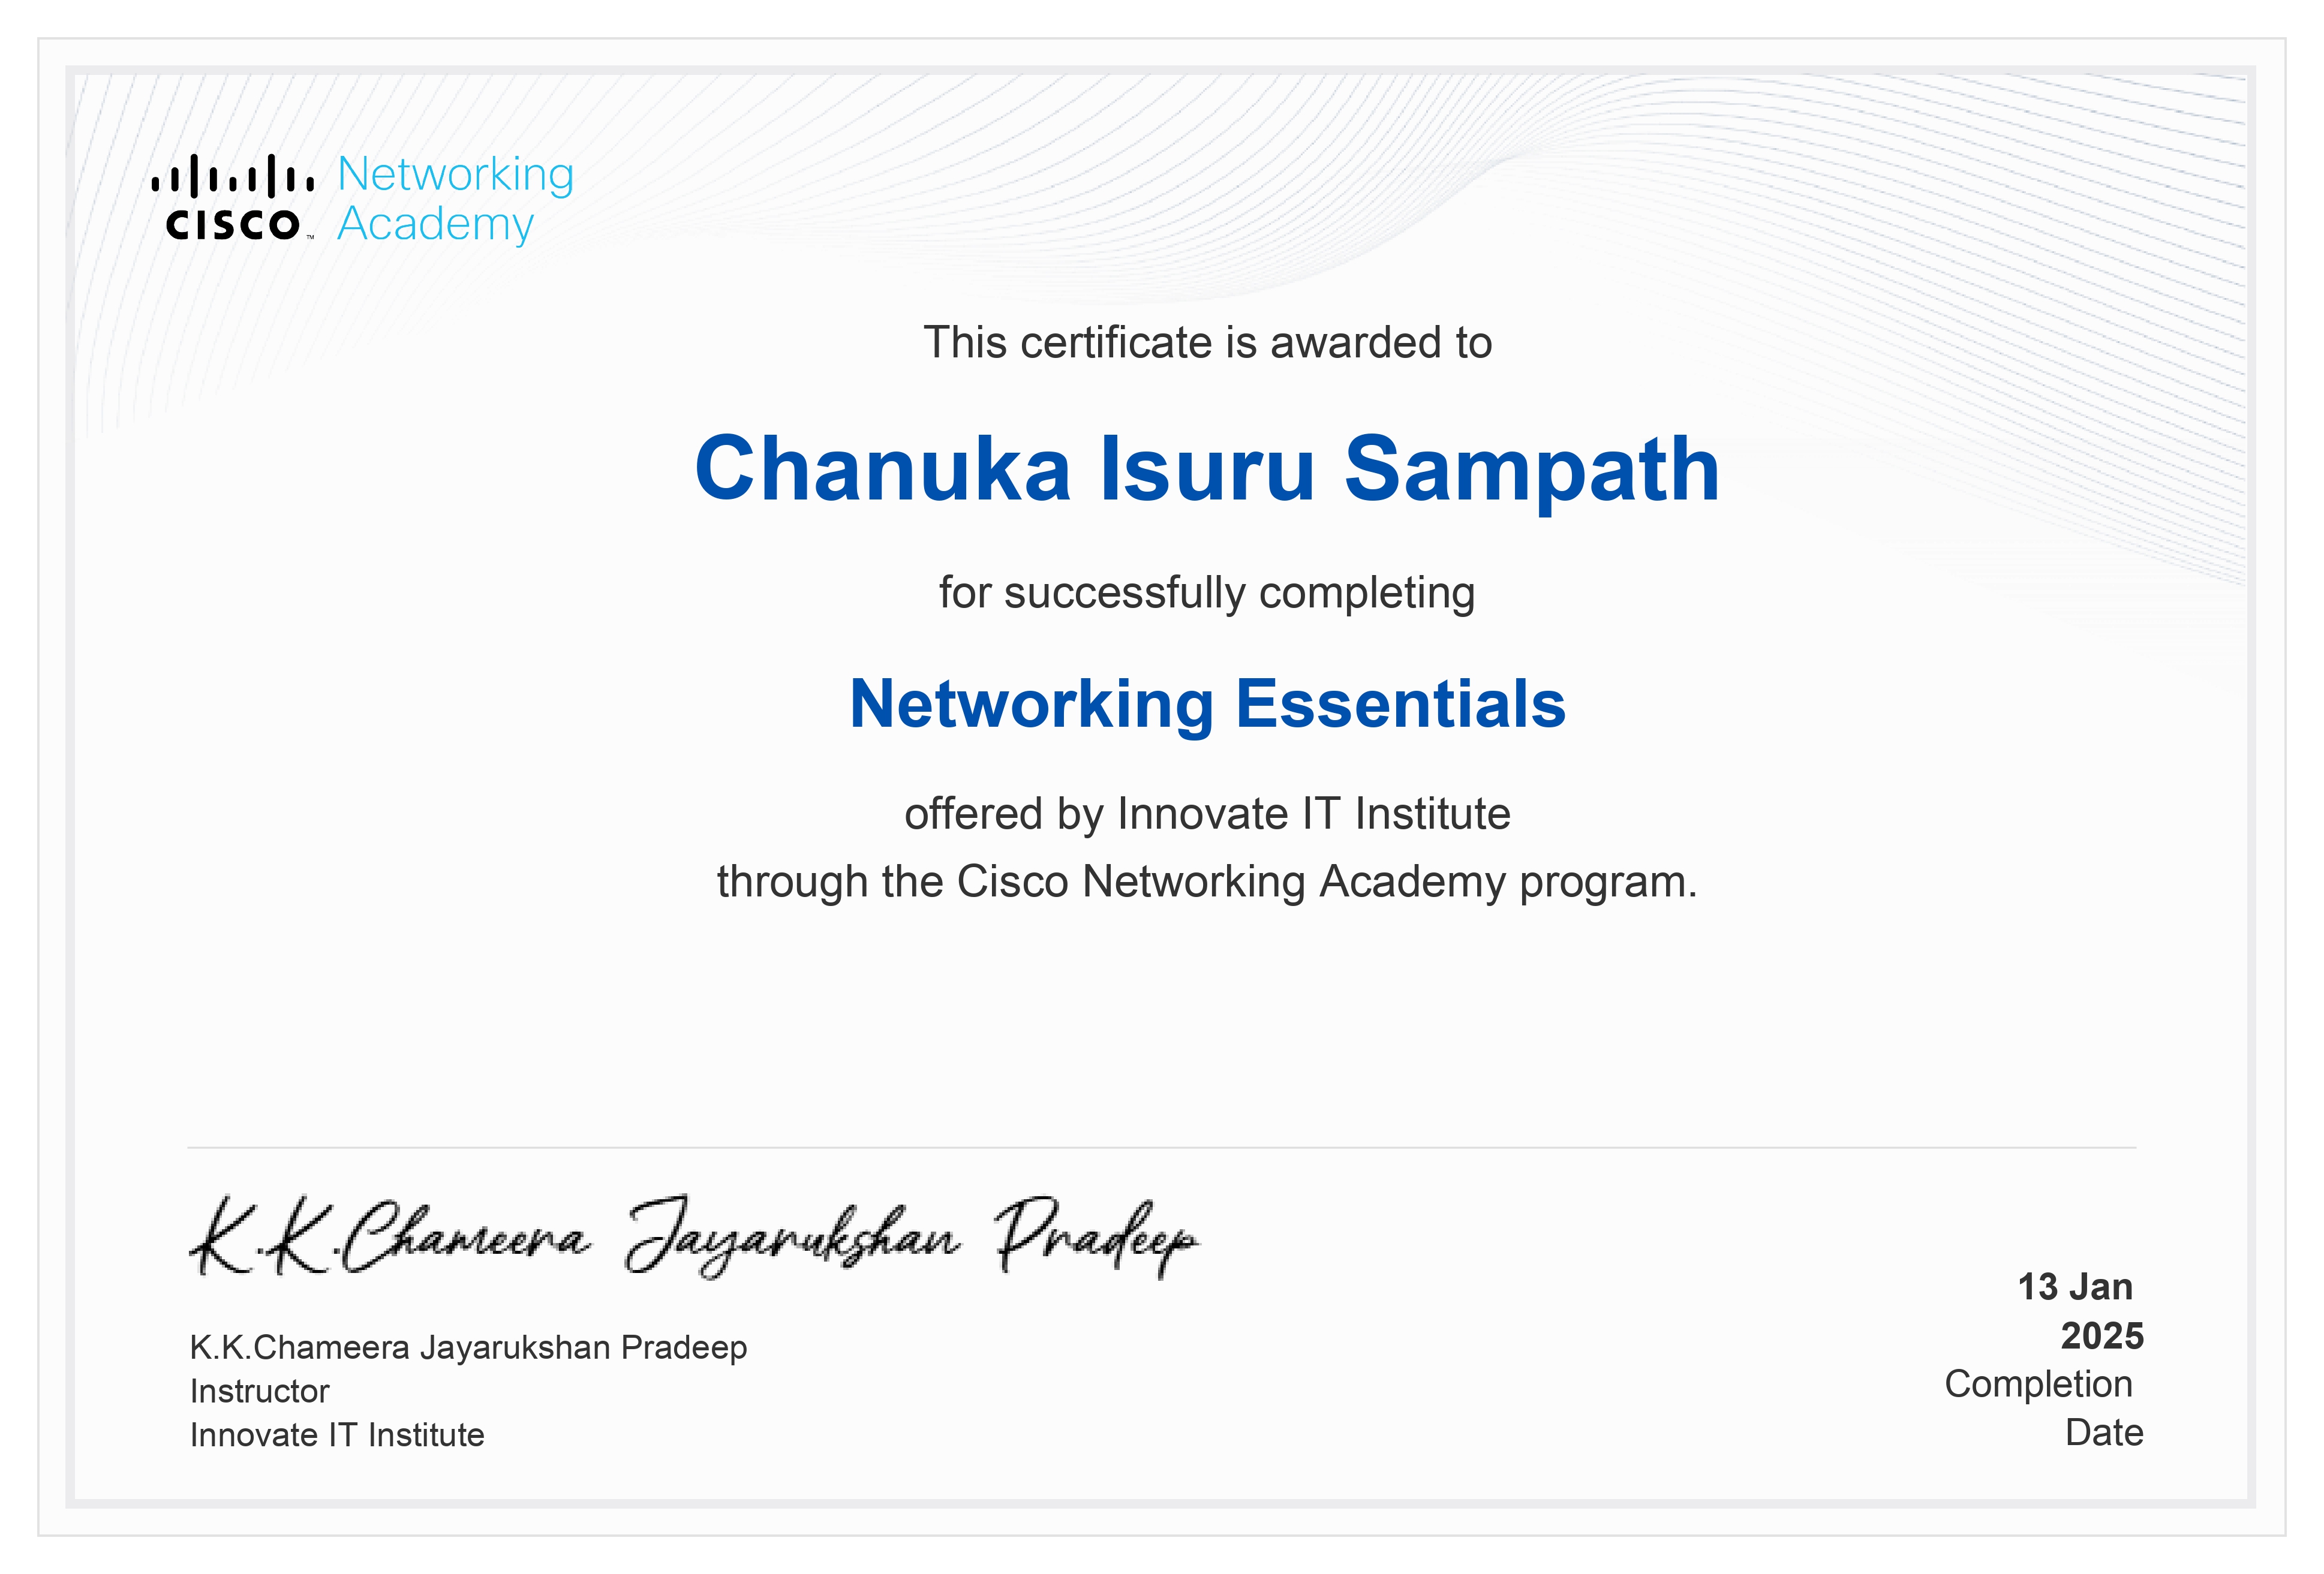 CISCO™
Networking
Academy
This certificate is awarded to
Chanuka Isuru Sampath
for successfully completing
Networking Essentials
offered by Innovate IT Institute
through the Cisco Networking Academy program.
K.K.Chameera Jayarukshan Pradeep
K.K.Chameera Jayarukshan Pradeep
Instructor
Innovate IT Institute
13 Jan
2025
Completion
Date